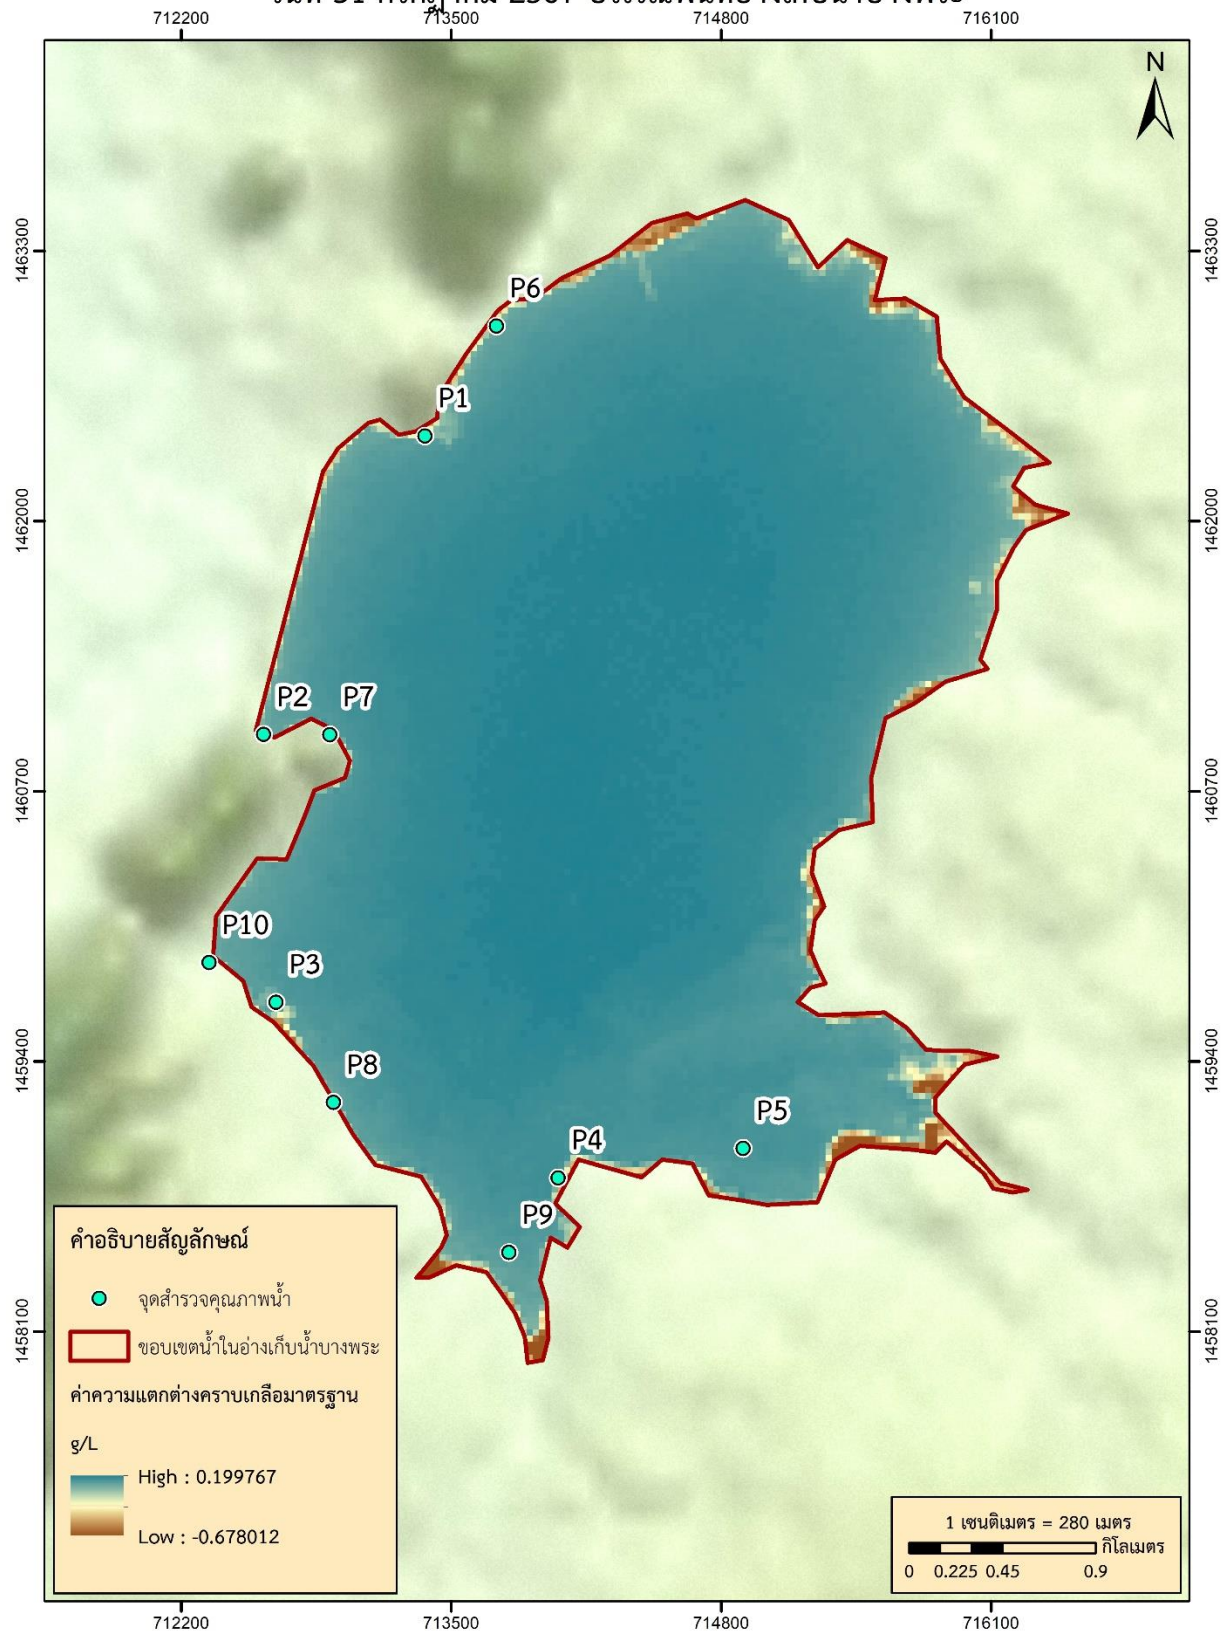 712200 713500 714800 716100
N
1463300 1463300
P6
P1
1462000 1462000
P2 P7
1460700 1460700
P10
P3
1459400 1459400
P8
P5
P4
P9
คำอธิบายสัญลักษณ์
จุดสำรวจคุณภาพน้ำ
1458100 1458100
ขอบเขตน้ำในอ่างเก็บน้ำบางพระ
ค่าความแตกต่างคราบเกลือมาตรฐาน
g/L
High : 0.199767
Low : -0.678012
1 เซนติเมตร = 280 เมตร
กิโลเมตร
0 0.225 0.45 0.9
712200 713500 714800 716100